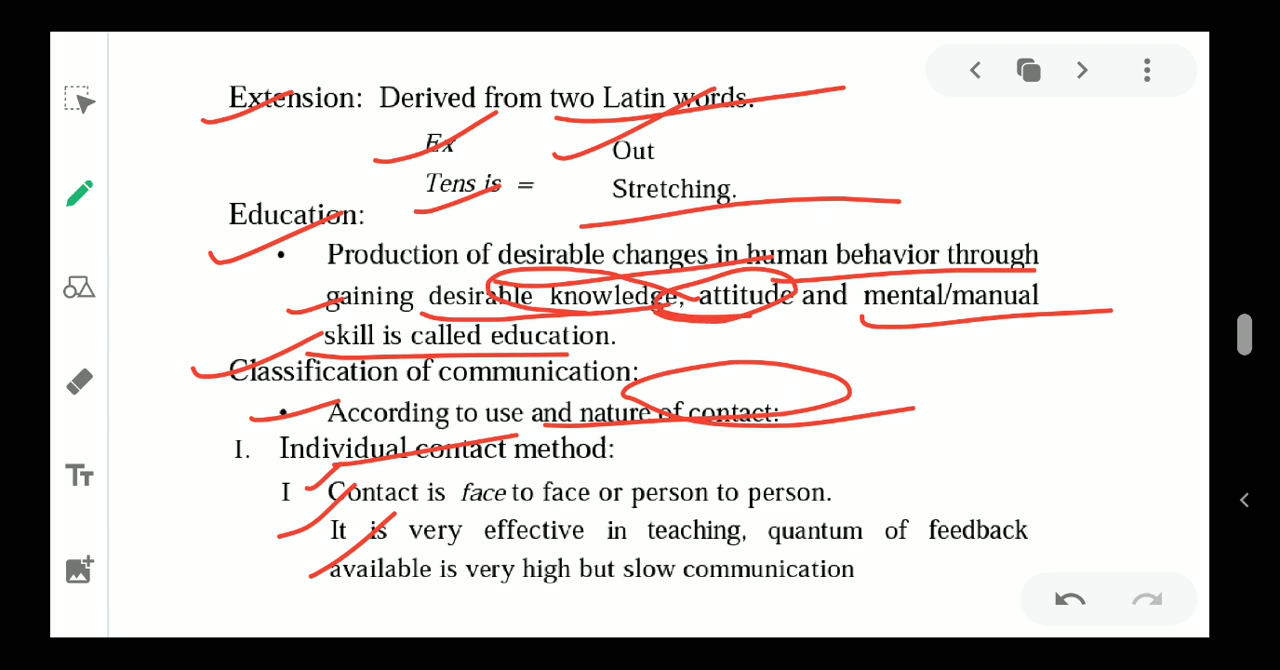 Extension: Derived from two Latin words.
Ex Out
Tens is = Stretching.
Education:
• Production of desirable changes in human behavior through
gaining desirable knowledge, attitude and mental/manual
skill is called education.
Classification of communication:
• According to use and nature of contact:
I. Individual contact method:
I Contact is face to face or person to person.
It is very effective in teaching, quantum of feedback
available is very high but slow communication
TT